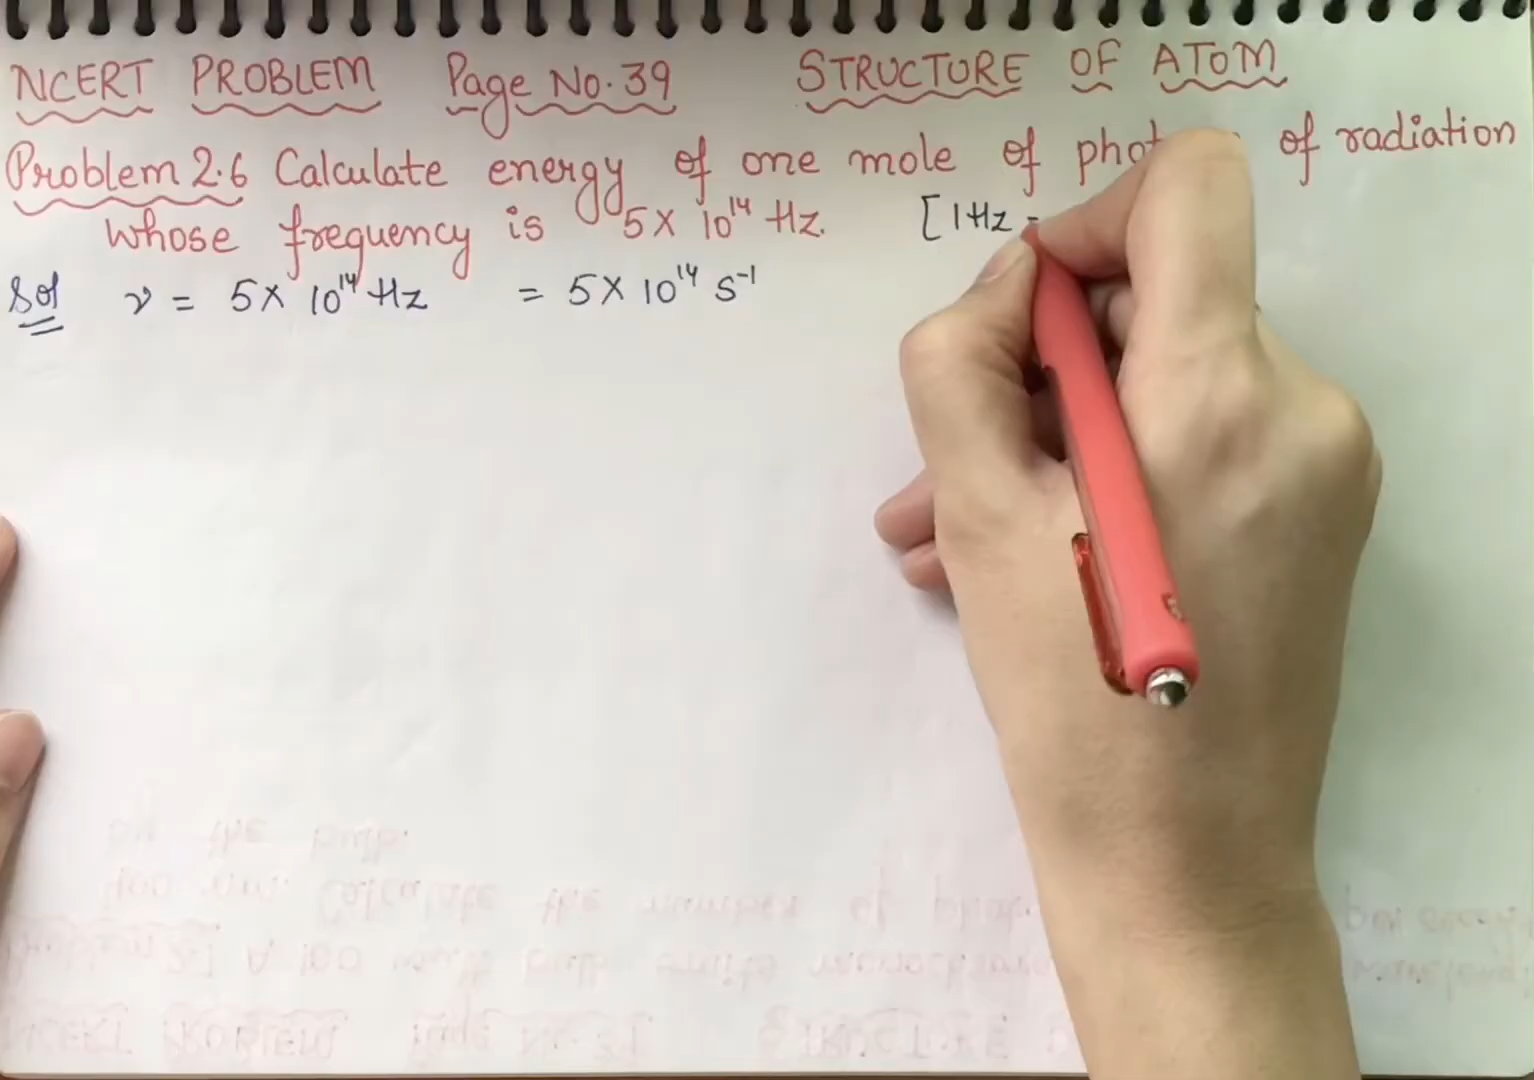 NCERT PROBLEM Page No. 39 STRUCTURE OF ATOM
Problem 2.6 Calculate energy of one mole of of radiation
whose frequency is 5 × 10¹⁴ Hz. [1Hz =
Sol ν = 5 × 10¹⁴ Hz = 5 × 10¹⁴ S⁻¹